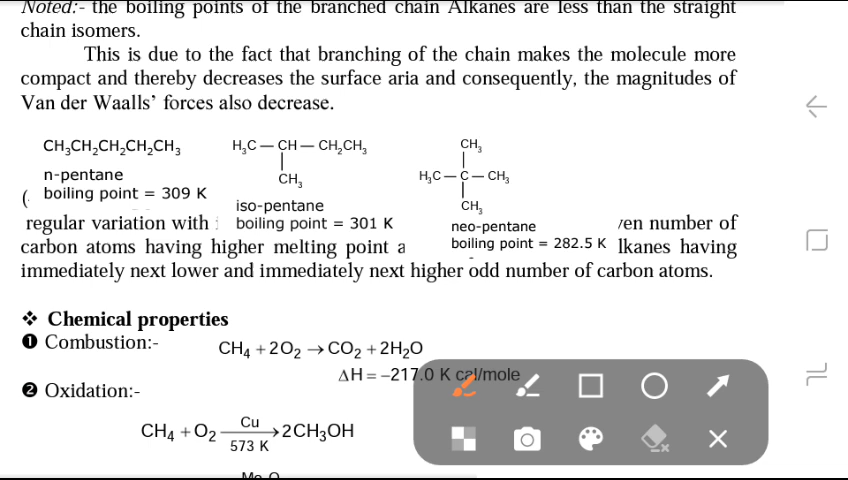 Noted:- the boiling points of the branched chain Alkanes are less than the straight
chain isomers.
This is due to the fact that branching of the chain makes the molecule more
compact and thereby decreases the surface aria and consequently, the magnitudes of
Van der Waalls’ forces also decrease.
CH₃CH₂CH₂CH₂CH₃
n-pentane
boiling point = 309 K
H₃C — CH — CH₂CH₃
CH₃
iso-pentane
boiling point = 301 K
CH₃
H₃C — C — CH₃
CH₃
neo-pentane
boiling point = 282.5 K
(
regular variation with
number of
carbon atoms having higher melting point
having
immediately next lower and immediately next higher odd number of carbon atoms.
❖ Chemical properties
❶ Combustion:-
CH₄ + 2O₂ → CO₂ + 2H₂O
ΔH = −217.0 K cal/mole
❷ Oxidation:-
CH₄ + O₂ —Cu/573 K→ 2CH₃OH